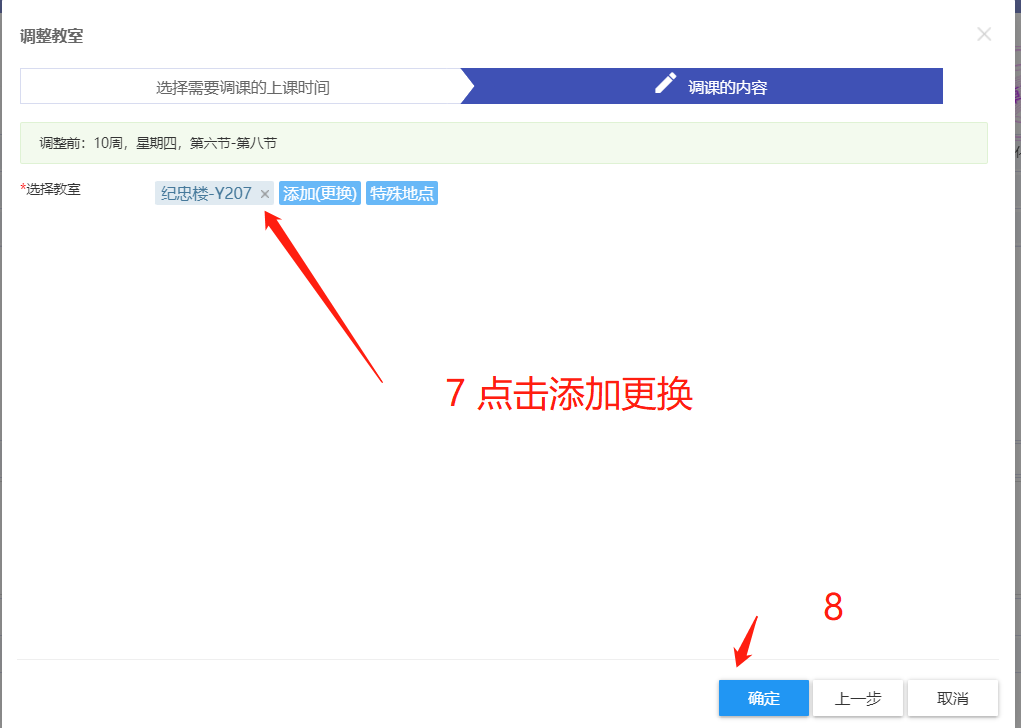 调整教室
选择需要调课的上课时间
调课的内容
调整前：10周，星期四，第六节-第八节
*选择教室
纪忠楼-Y207 × 添加(更换) 特殊地点
7 点击添加更换
8
确定 上一步 取消